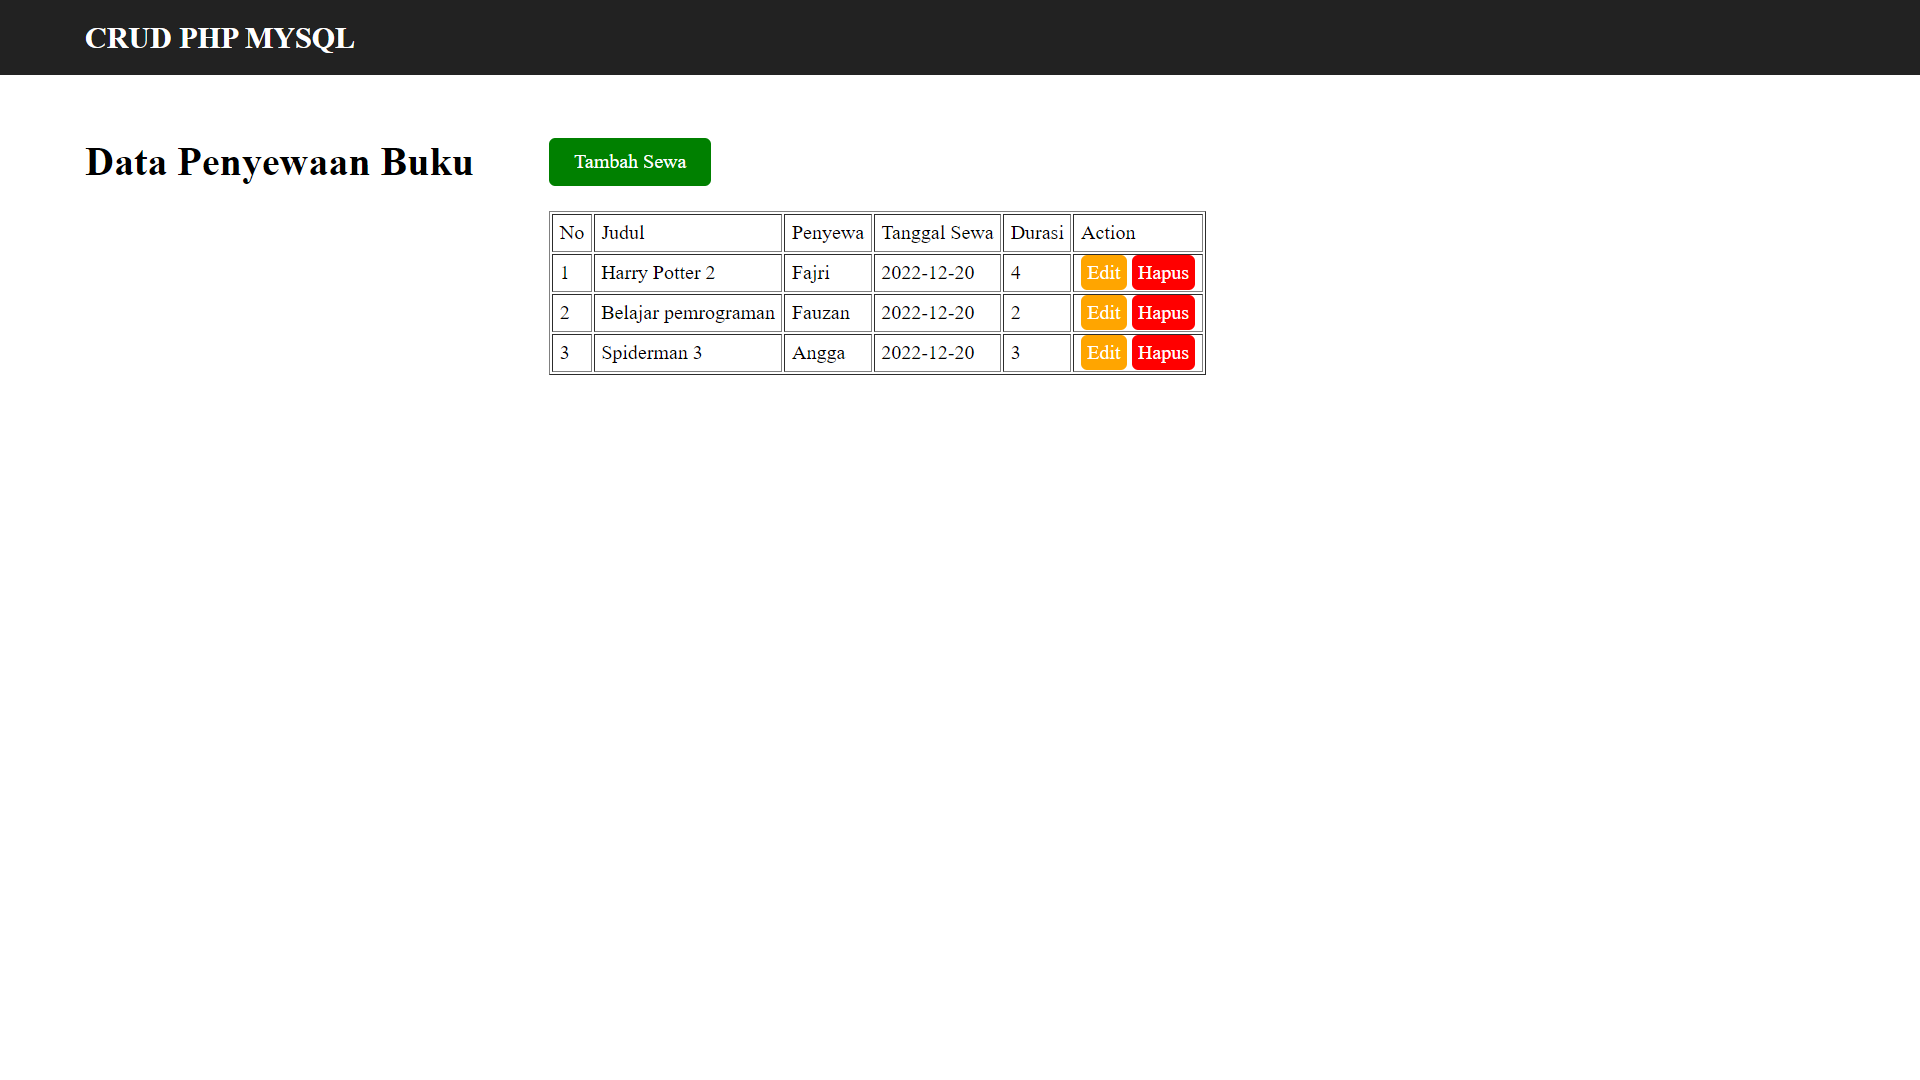 CRUD PHP MYSQL
Data Penyewaan Buku
Tambah Sewa
No Judul Penyewa Tanggal Sewa Durasi Action
1 Harry Potter 2 Fajri 2022-12-20 4 Edit Hapus
2 Belajar pemrograman Fauzan 2022-12-20 2 Edit Hapus
3 Spiderman 3 Angga 2022-12-20 3 Edit Hapus